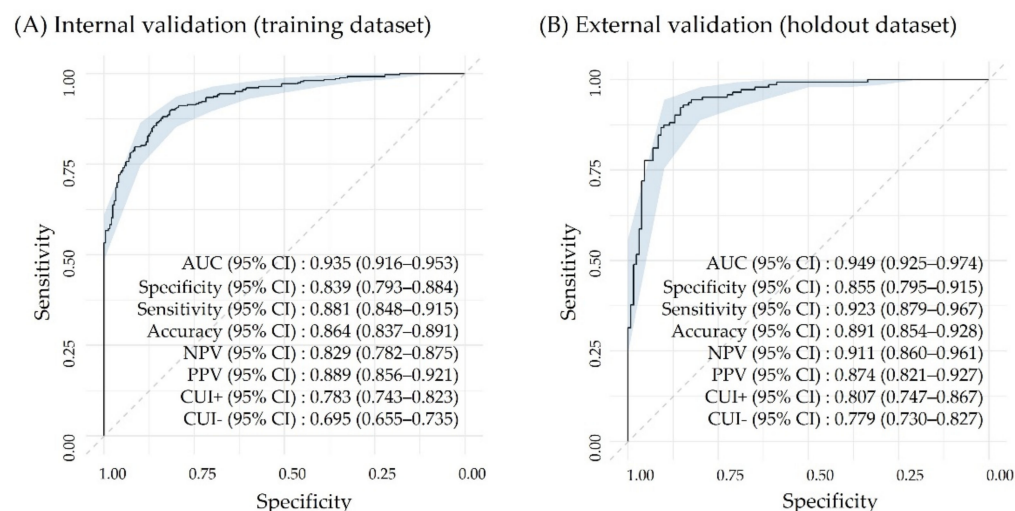 (A) Internal validation (training dataset)
1.00
0.75
0.50
0.25
0.00
Sensitivity
AUC (95% CI) : 0.935 (0.916–0.953)
Specificity (95% CI) : 0.839 (0.793–0.884)
Sensitivity (95% CI) : 0.881 (0.848–0.915)
Accuracy (95% CI) : 0.864 (0.837–0.891)
NPV (95% CI) : 0.829 (0.782–0.875)
PPV (95% CI) : 0.889 (0.856–0.921)
CUI+ (95% CI) : 0.783 (0.743–0.823)
CUI- (95% CI) : 0.695 (0.655–0.735)
1.00 0.75 0.50 0.25 0.00
Specificity
(B) External validation (holdout dataset)
1.00
0.75
0.50
0.25
0.00
Sensitivity
AUC (95% CI) : 0.949 (0.925–0.974)
Specificity (95% CI) : 0.855 (0.795–0.915)
Sensitivity (95% CI) : 0.923 (0.879–0.967)
Accuracy (95% CI) : 0.891 (0.854–0.928)
NPV (95% CI) : 0.911 (0.860–0.961)
PPV (95% CI) : 0.874 (0.821–0.927)
CUI+ (95% CI) : 0.807 (0.747–0.867)
CUI- (95% CI) : 0.779 (0.730–0.827)
1.00 0.75 0.50 0.25 0.00
Specificity